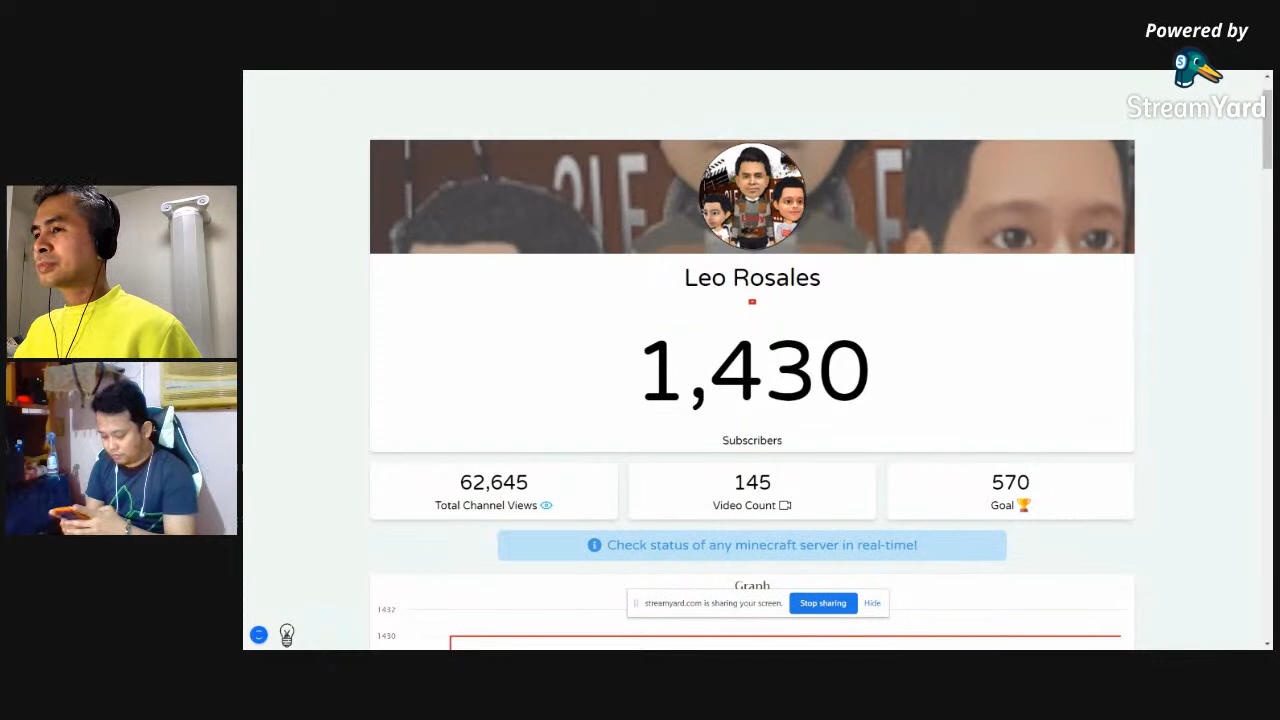 Powered by
StreamYard
Leo Rosales
1,430
Subscribers
62,645
Total Channel Views
145
Video Count
570
Goal
Check status of any minecraft server in real-time!
Graph
streamyard.com is sharing your screen.
Stop sharing
Hide
1432
1430